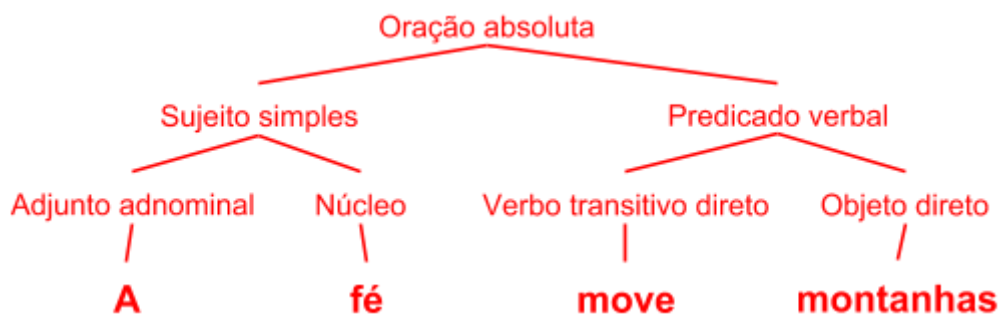 Oração absoluta
Sujeito simples Predicado verbal
Adjunto adnominal Núcleo Verbo transitivo direto Objeto direto
A fé move montanhas